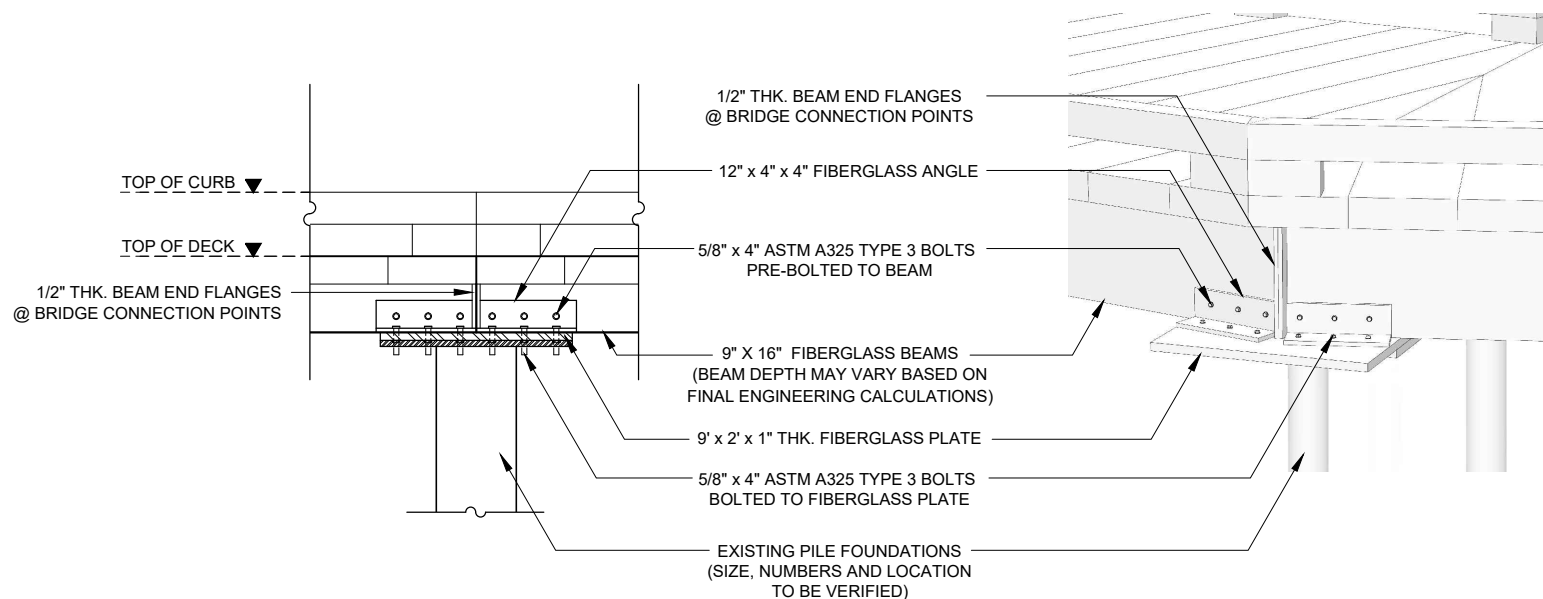 1/2" THK. BEAM END FLANGES
@ BRIDGE CONNECTION POINTS
12" x 4" x 4" FIBERGLASS ANGLE
TOP OF CURB
5/8" x 4" ASTM A325 TYPE 3 BOLTS
PRE-BOLTED TO BEAM
TOP OF DECK
1/2" THK. BEAM END FLANGES
@ BRIDGE CONNECTION POINTS
9" X 16" FIBERGLASS BEAMS
(BEAM DEPTH MAY VARY BASED ON
FINAL ENGINEERING CALCULATIONS)
9' x 2' x 1" THK. FIBERGLASS PLATE
5/8" x 4" ASTM A325 TYPE 3 BOLTS
BOLTED TO FIBERGLASS PLATE
EXISTING PILE FOUNDATIONS
(SIZE, NUMBERS AND LOCATION
TO BE VERIFIED)